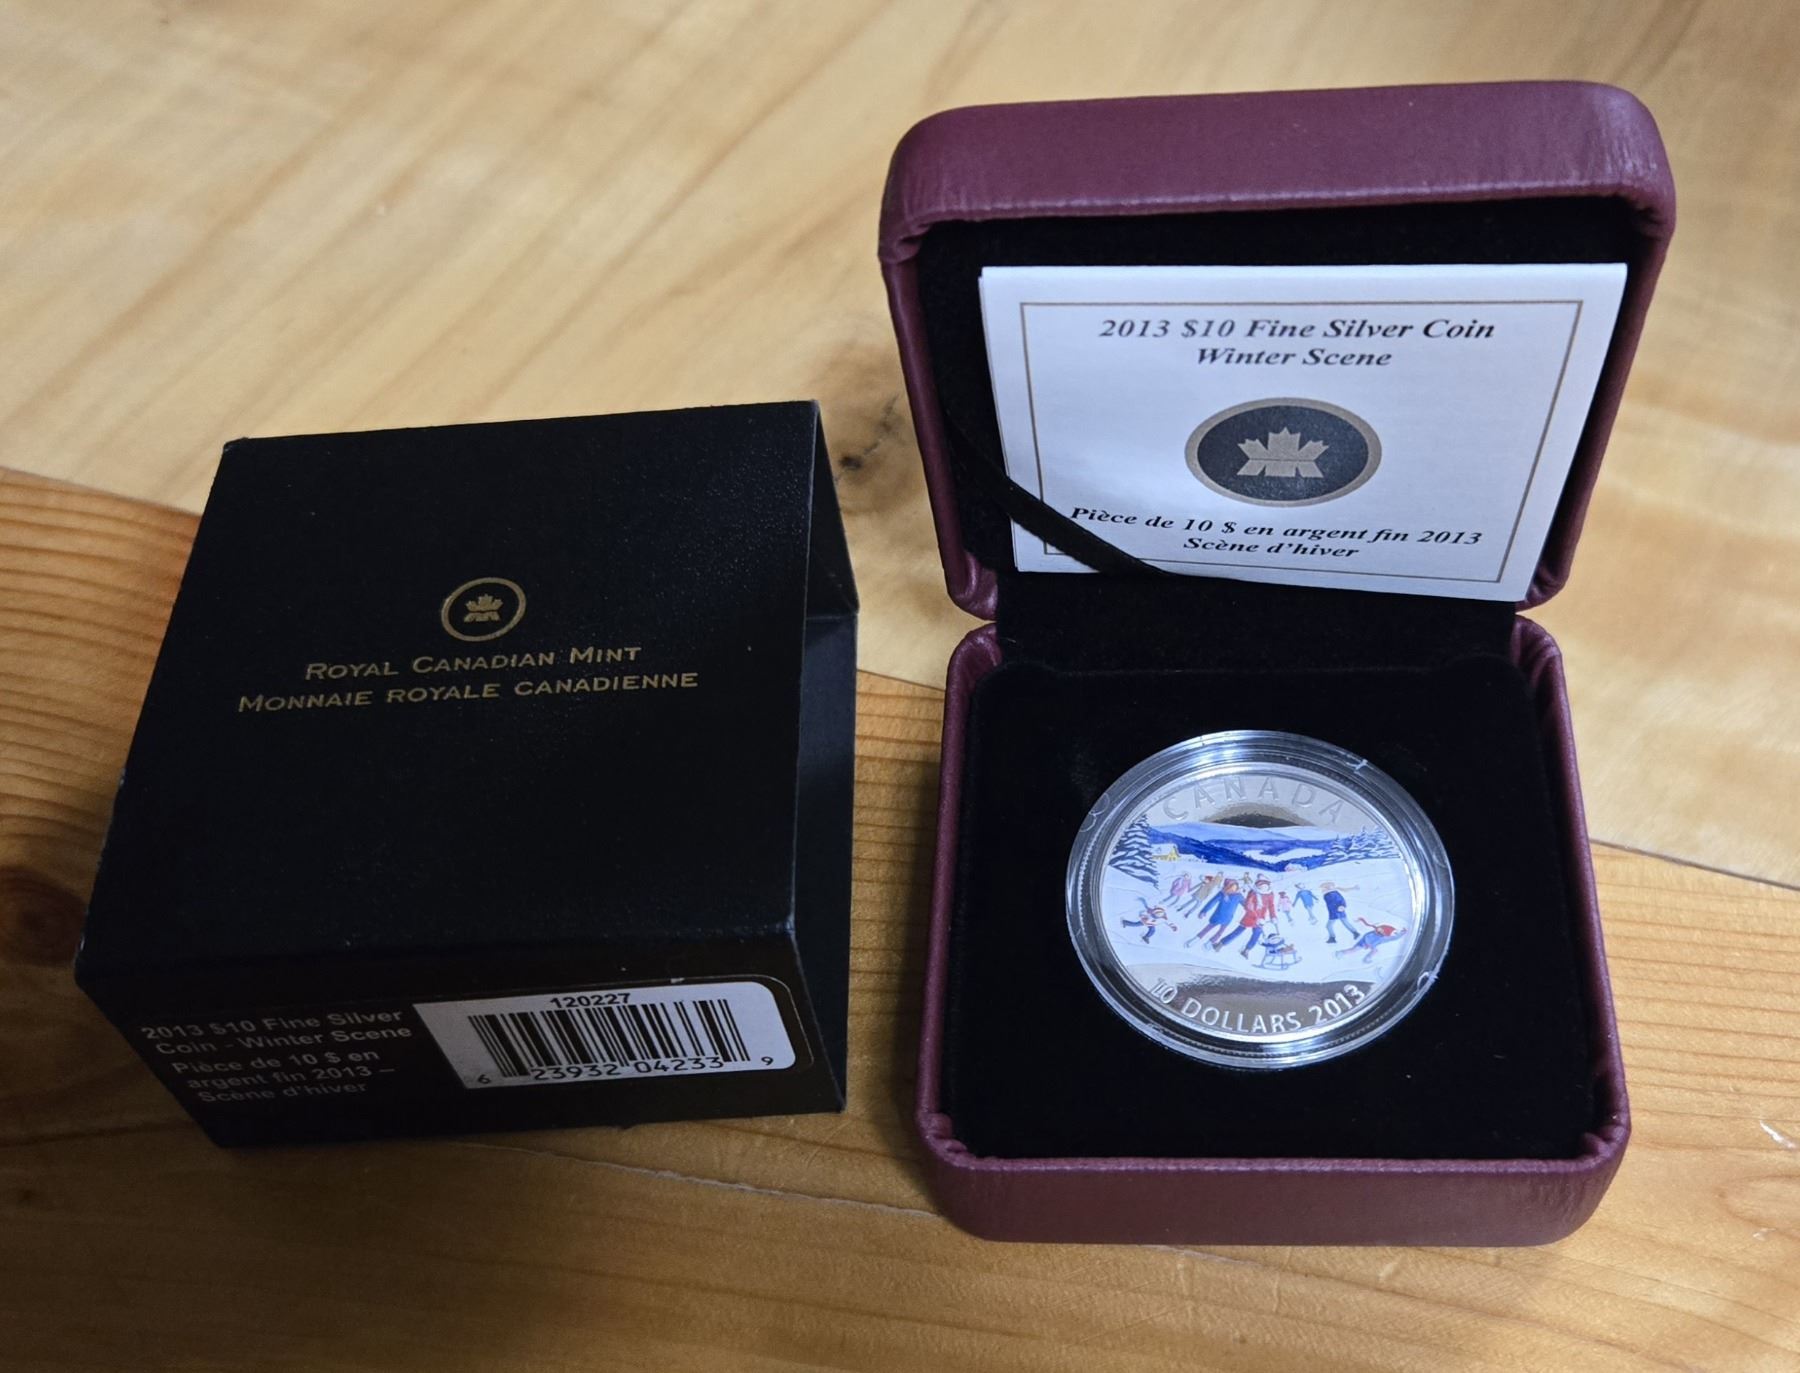 ROYAL CANADIAN MINT
MONNAIE ROYALE CANADIENNE
2013 $10 Fine Silver
Coin - Winter Scene
Pièce de 10 $ en
argent fin 2013 –
Scène d'hiver
120227
6 23932 04233 9
2013 $10 Fine Silver Coin
Winter Scene
Pièce de 10 $ en argent fin 2013
Scène d'hiver
CANADA
10 DOLLARS 2013